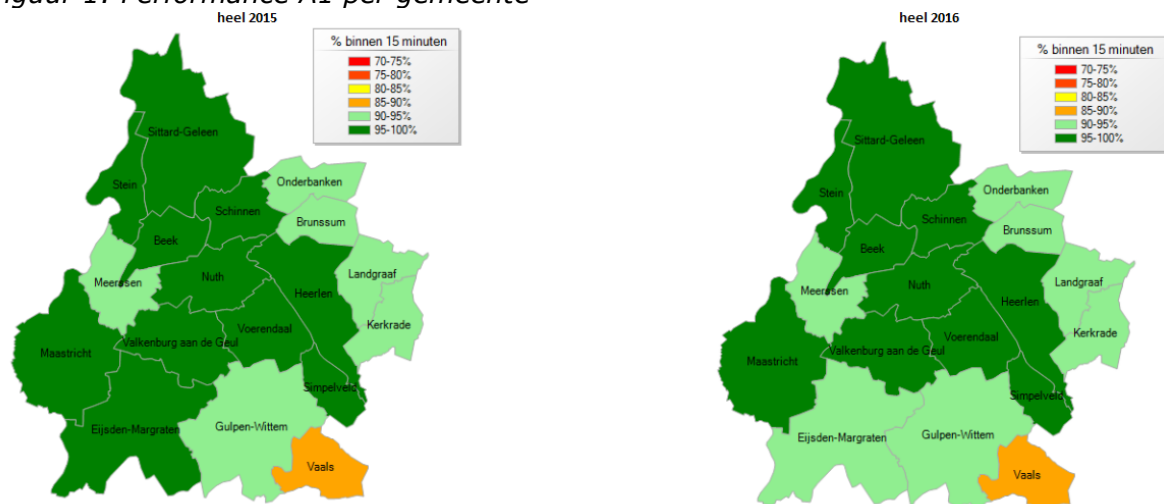 Figuur 1: Performance A1 per gemeente
heel 2015
% binnen 15 minuten
70-75%
75-80%
80-85%
85-90%
90-95%
95-100%
Sittard-Geleen
Stein
Onderbanken
Schinnen
Brunssum
Beek
Meerssen
Nuth
Landgraaf
Heerlen
Kerkrade
Voerendaal
Maastricht
Valkenburg aan de Geul
Simpelveld
Eijsden-Margraten
Gulpen-Wittem
Vaals
heel 2016
% binnen 15 minuten
70-75%
75-80%
80-85%
85-90%
90-95%
95-100%
Sittard-Geleen
Stein
Onderbanken
Schinnen
Brunssum
Beek
Meerssen
Nuth
Landgraaf
Heerlen
Kerkrade
Voerendaal
Maastricht
Valkenburg aan de Geul
Simpelveld
Eijsden-Margraten
Gulpen-Wittem
Vaals